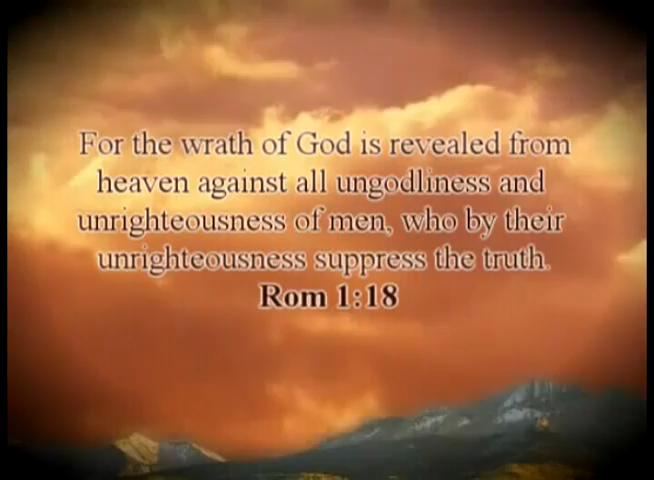 For the wrath of God is revealed from
heaven against all ungodliness and
unrighteousness of men, who by their
unrighteousness suppress the truth.
Rom 1:18